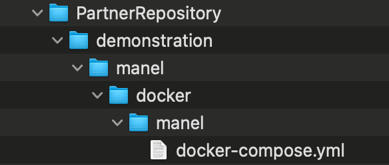 PartnerRepository
demonstration
manel
docker
manel
docker-compose.yml